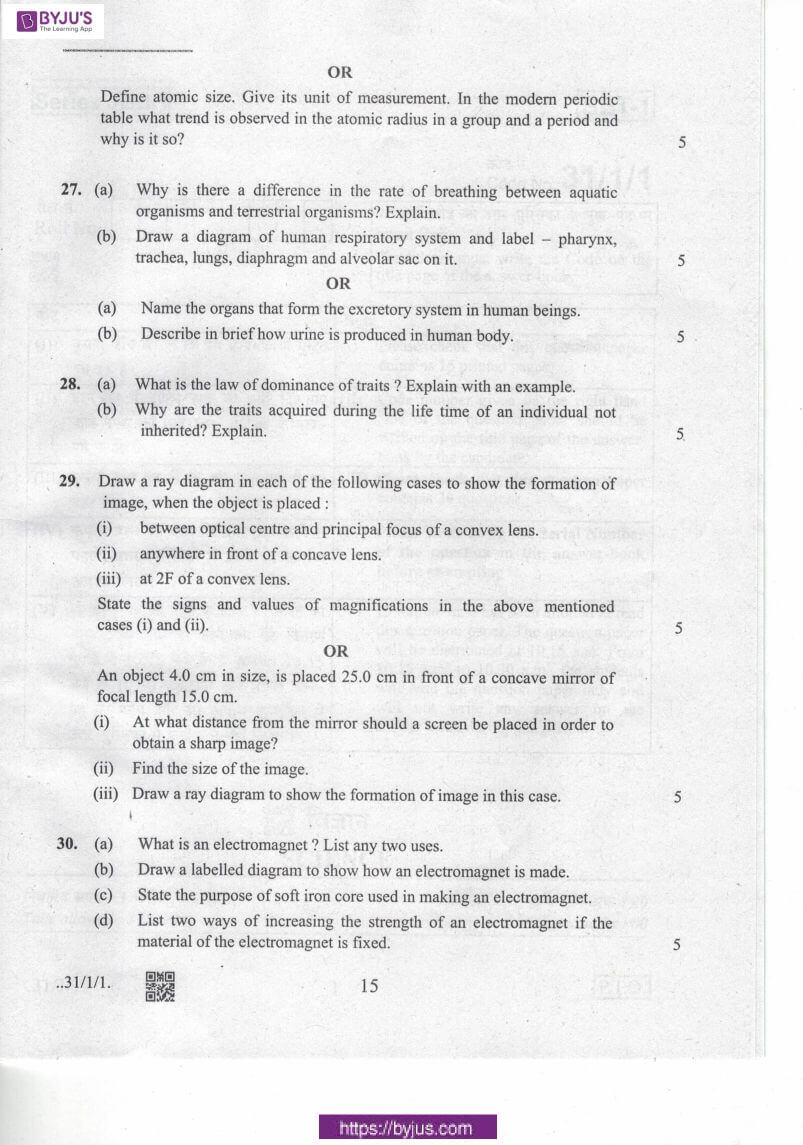 BYJU'S
The Learning App
OR
Define atomic size. Give its unit of measurement. In the modern periodic
table what trend is observed in the atomic radius in a group and a period and
why is it so? 5
27. (a) Why is there a difference in the rate of breathing between aquatic
organisms and terrestrial organisms? Explain.
(b) Draw a diagram of human respiratory system and label – pharynx,
trachea, lungs, diaphragm and alveolar sac on it. 5
OR
(a) Name the organs that form the excretory system in human beings.
(b) Describe in brief how urine is produced in human body. 5
28. (a) What is the law of dominance of traits ? Explain with an example.
(b) Why are the traits acquired during the life time of an individual not
inherited? Explain. 5
29. Draw a ray diagram in each of the following cases to show the formation of
image, when the object is placed :
(i) between optical centre and principal focus of a convex lens.
(ii) anywhere in front of a concave lens.
(iii) at 2F of a convex lens.
State the signs and values of magnifications in the above mentioned
cases (i) and (ii). 5
OR
An object 4.0 cm in size, is placed 25.0 cm in front of a concave mirror of
focal length 15.0 cm.
(i) At what distance from the mirror should a screen be placed in order to
obtain a sharp image?
(ii) Find the size of the image.
(iii) Draw a ray diagram to show the formation of image in this case. 5
30. (a) What is an electromagnet ? List any two uses.
(b) Draw a labelled diagram to show how an electromagnet is made.
(c) State the purpose of soft iron core used in making an electromagnet.
(d) List two ways of increasing the strength of an electromagnet if the
material of the electromagnet is fixed. 5
..31/1/1. 15
https://byjus.com